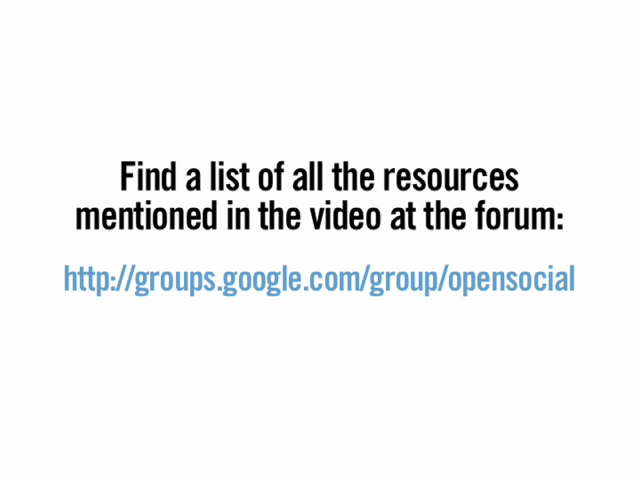 Find a list of all the resources
mentioned in the video at the forum:
http://groups.google.com/group/opensocial